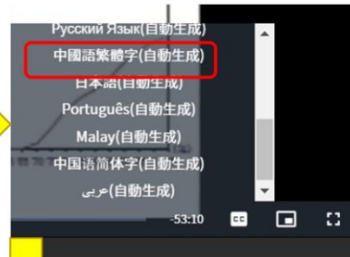 Русский Язык(自動生成)
中國語繁體字(自動生成)
日本語(自動生成)
Português(自動生成)
Malay(自動生成)
中国语简体字(自動生成)
عربى(自動生成)
-53:10
CC